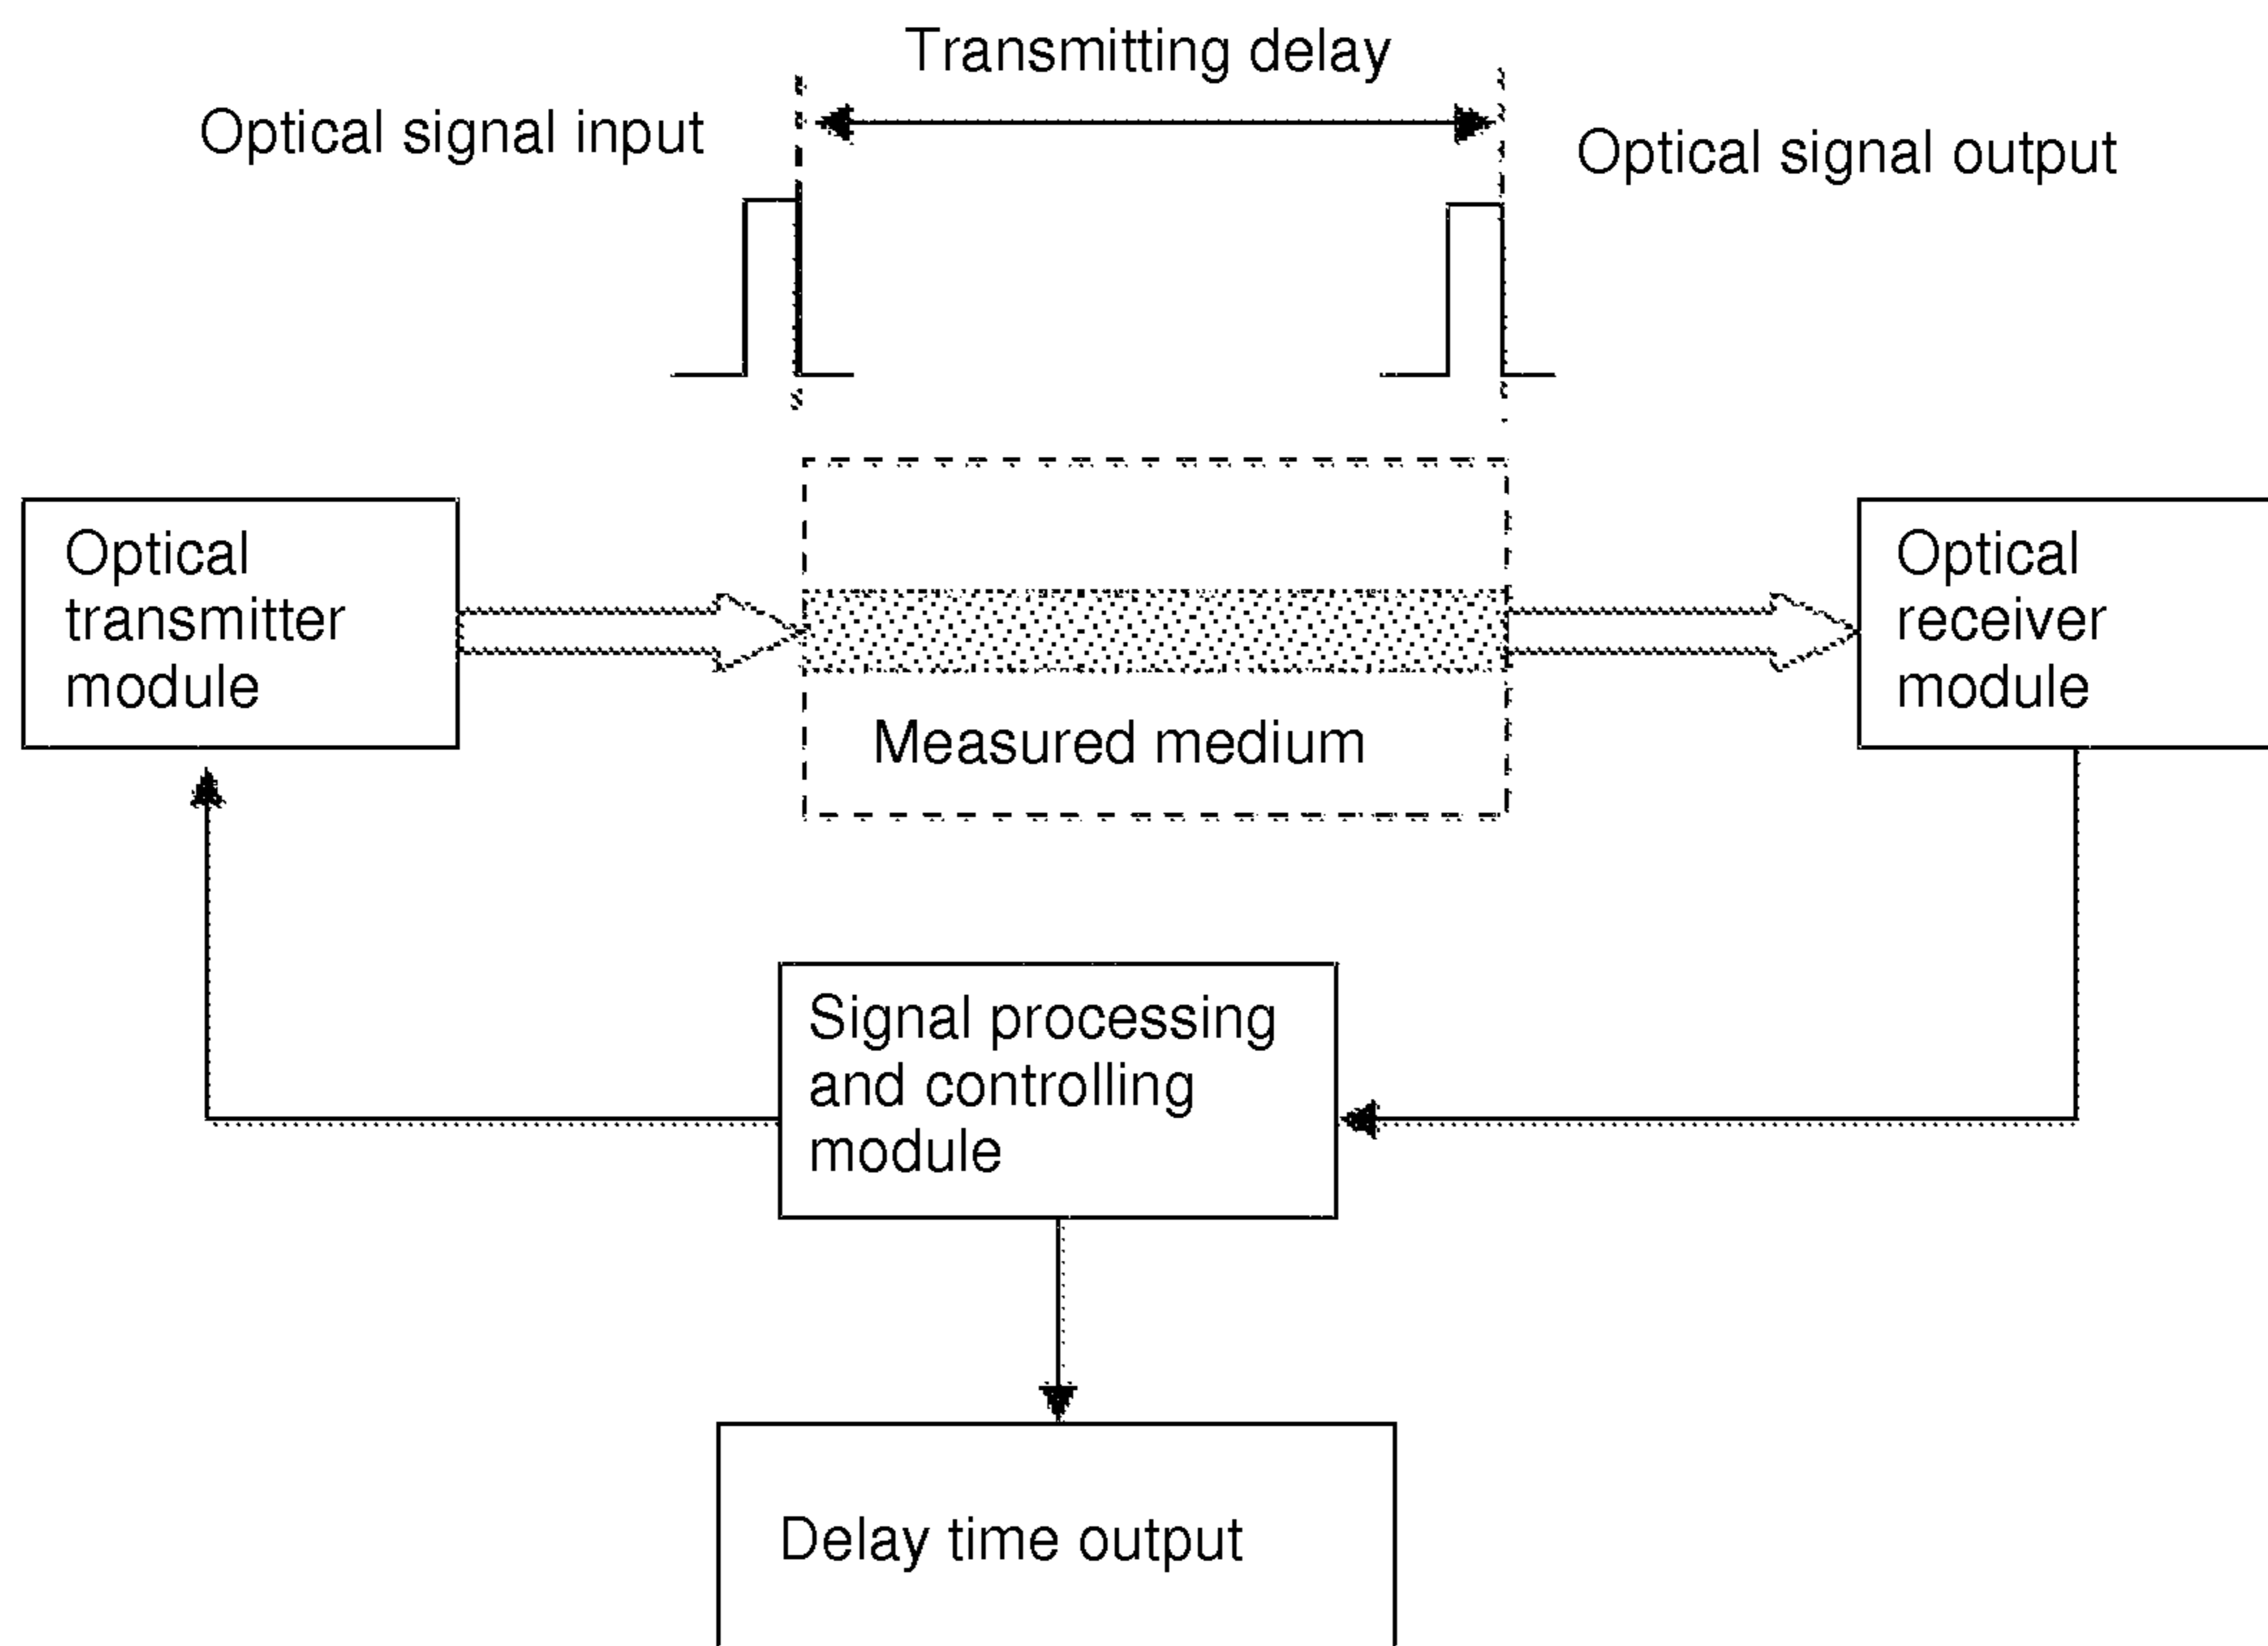 Transmitting delay
Optical signal input
Optical signal output
Optical
transmitter
module
Optical
receiver
module
Measured medium
Signal processing
and controlling
module
Delay time output